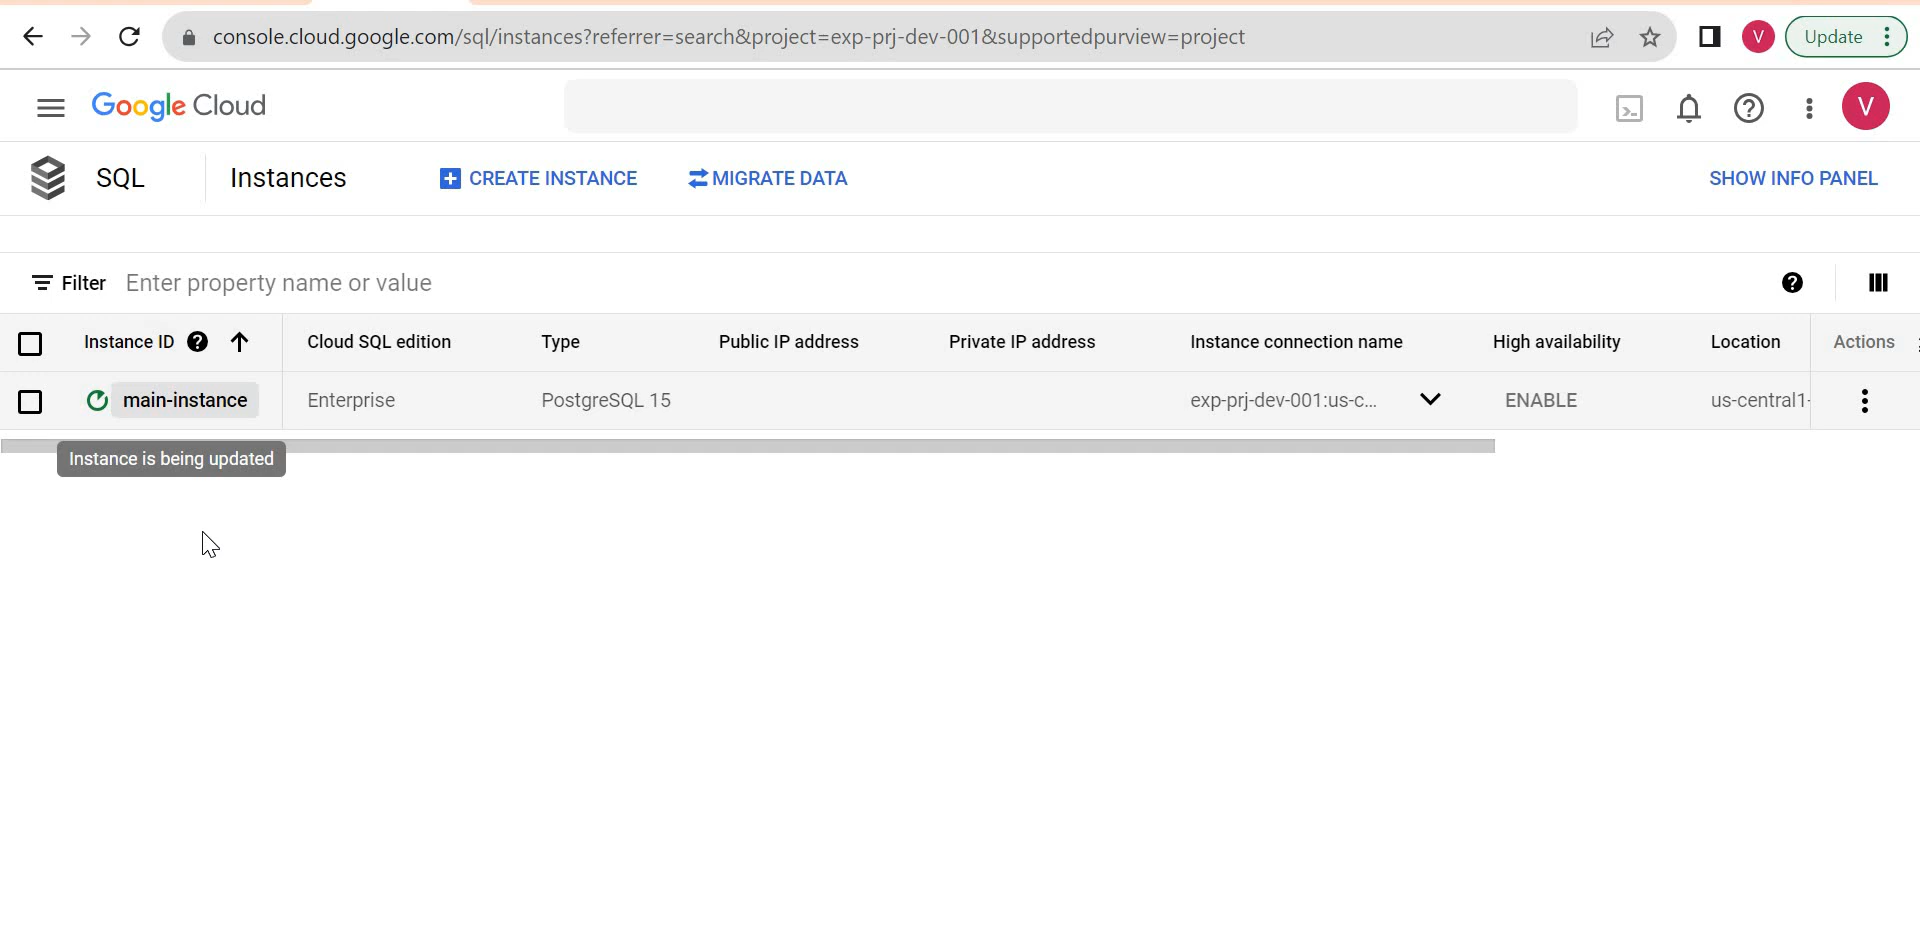 console.cloud.google.com/sql/instances?referrer=search&project=exp-prj-dev-001&supportedpurview=project
V
Update
Google Cloud
V
SQL
Instances
CREATE INSTANCE
MIGRATE DATA
SHOW INFO PANEL
Filter Enter property name or value
Instance ID Cloud SQL edition Type Public IP address Private IP address Instance connection name High availability Location Actions
main-instance Enterprise PostgreSQL 15 exp-prj-dev-001:us-c... ENABLE us-central1-
Instance is being updated